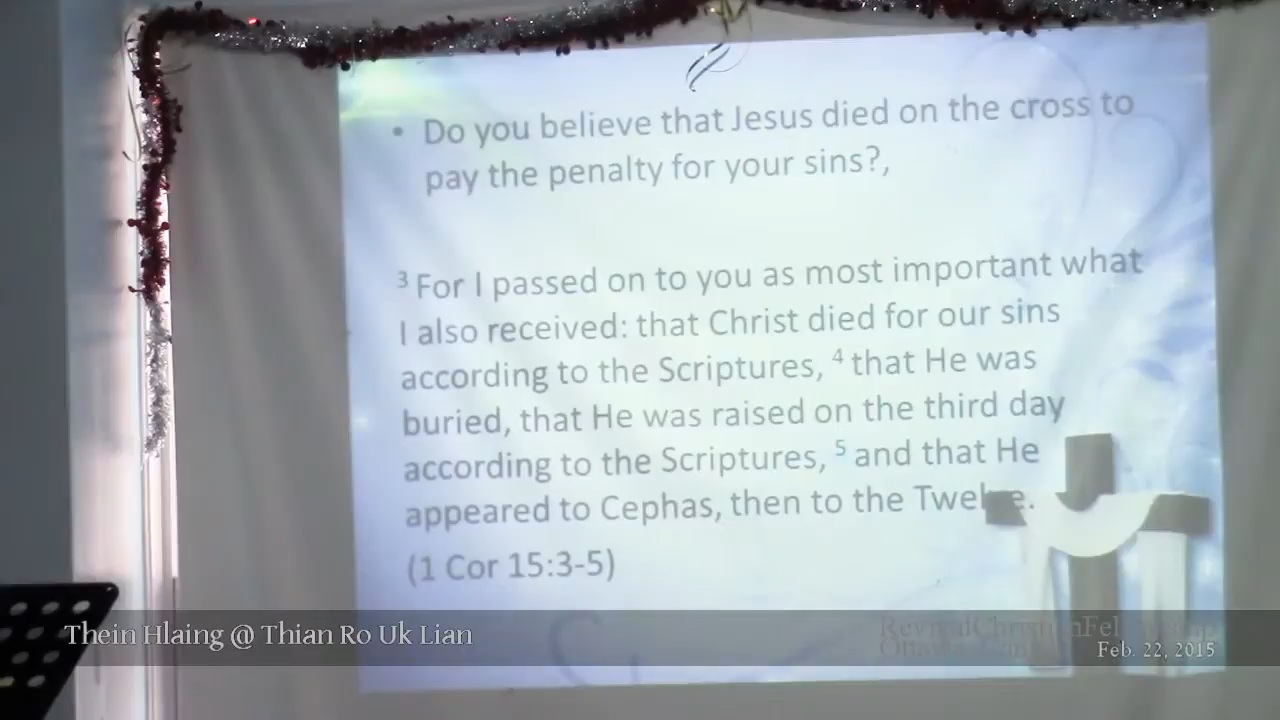 • Do you believe that Jesus died on the cross to
pay the penalty for your sins?,
3 For I passed on to you as most important what
I also received: that Christ died for our sins
according to the Scriptures, 4 that He was
buried, that He was raised on the third day
according to the Scriptures, 5 and that He
appeared to Cephas, then to the Twelve.
(1 Cor 15:3-5)
Thein Hlaing @ Thian Ro Uk Lian
Feb. 22, 2015